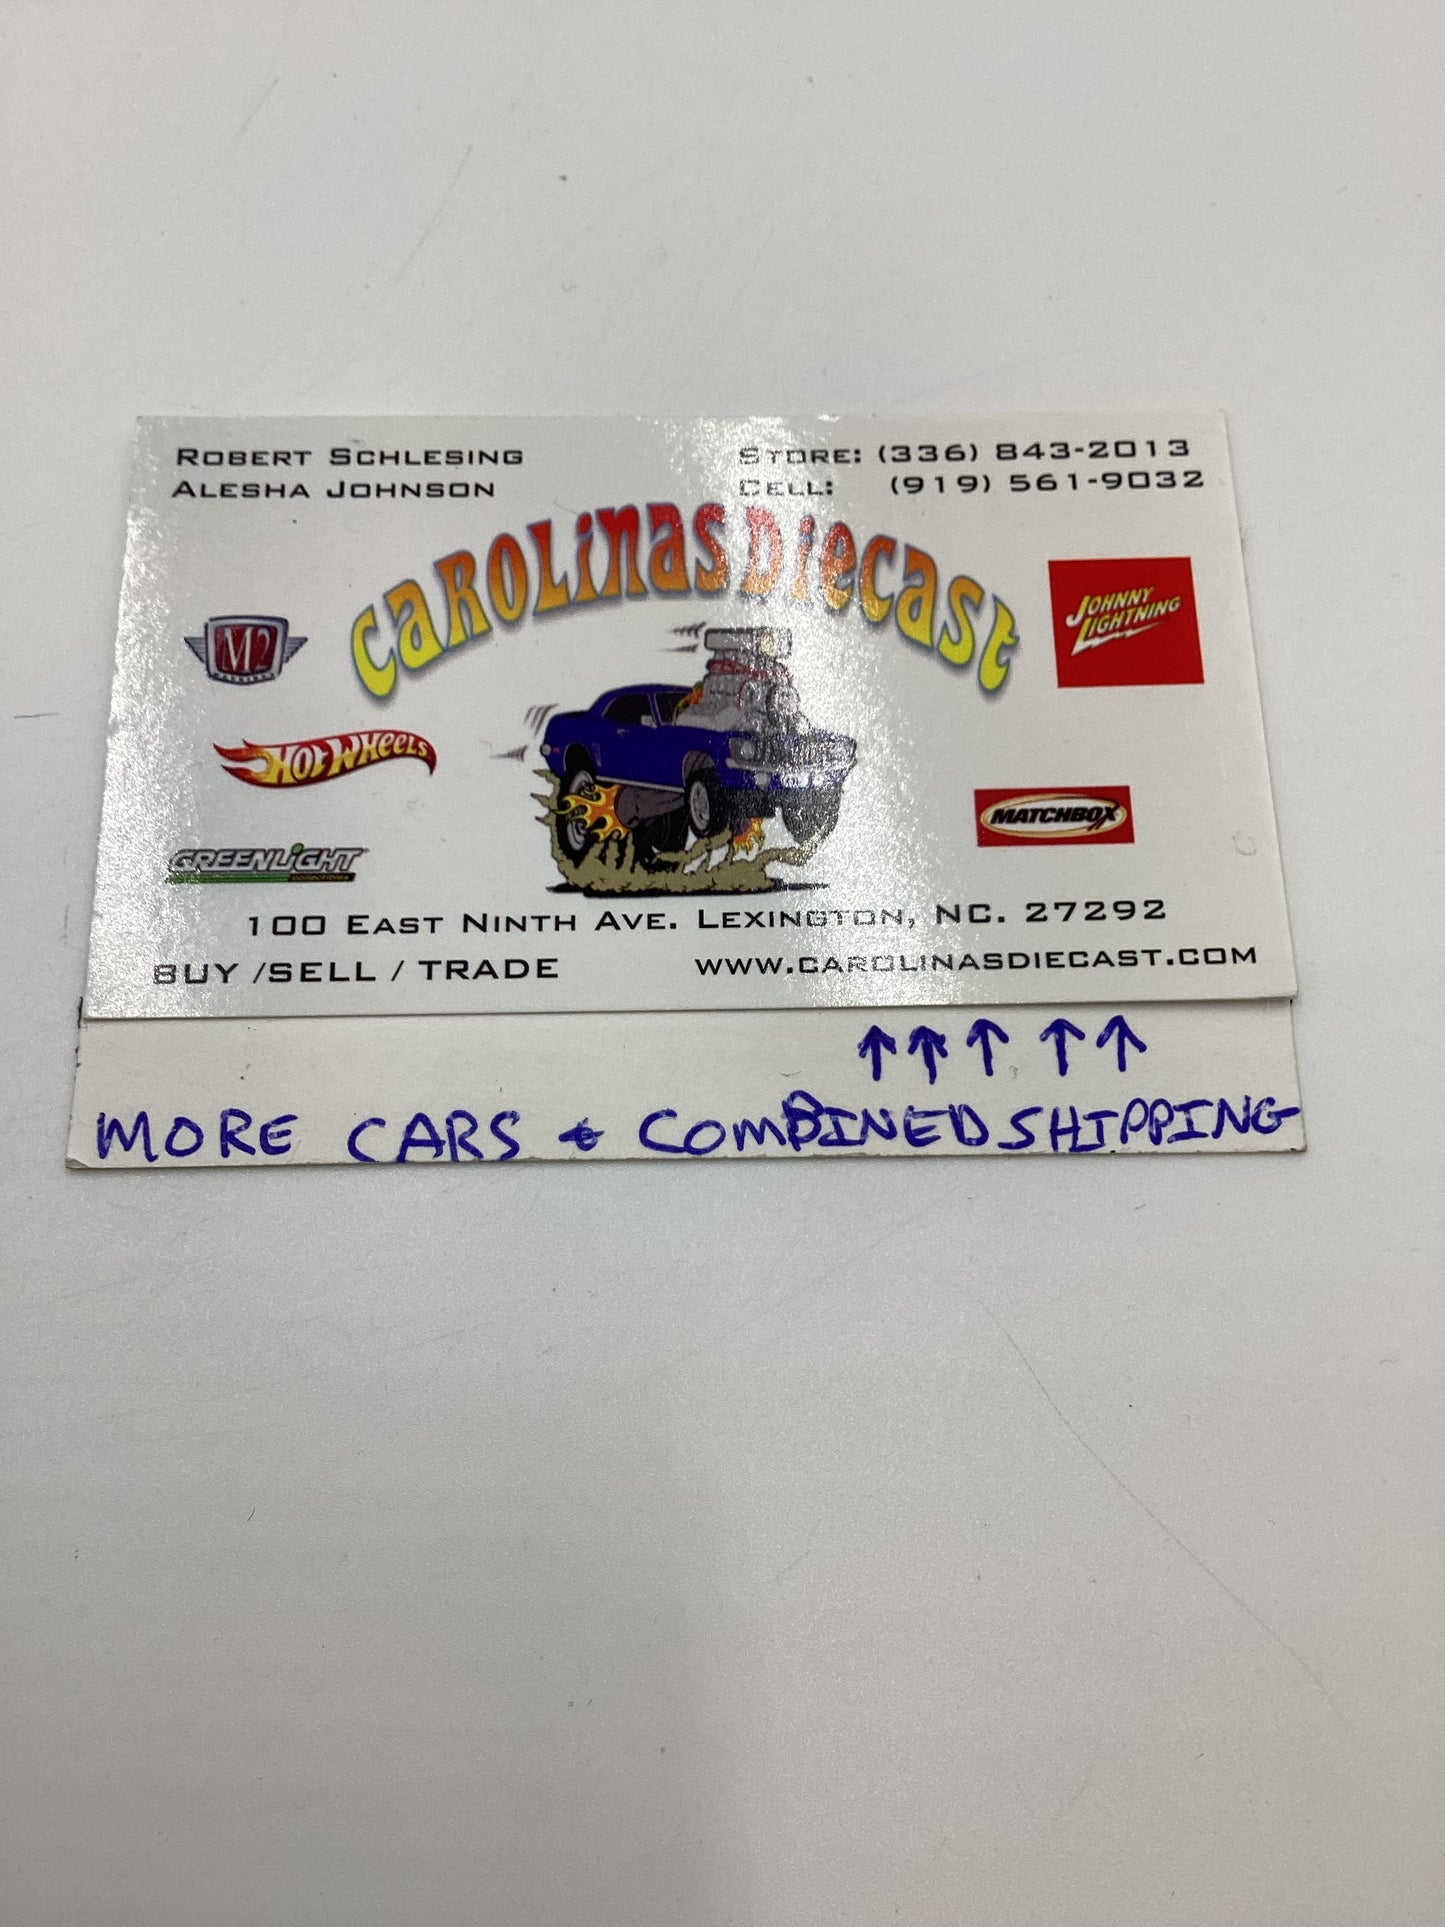 ROBERT SCHLESING
ALESHA JOHNSON
STORE: (336) 843-2013
CELL: (919) 561-9032
CAROLINAS DIECAST
M2
MACHINES
JOHNNY
LIGHTNING
HOT WHEELS
MATCHBOX
GREENLIGHT
COLLECTIBLES
100 EAST NINTH AVE. LEXINGTON, NC. 27292
BUY /SELL / TRADE
WWW.CAROLINASDIECAST.COM
↑ ↑ ↑ ↑ ↑
MORE CARS & COMBINED SHIPPING